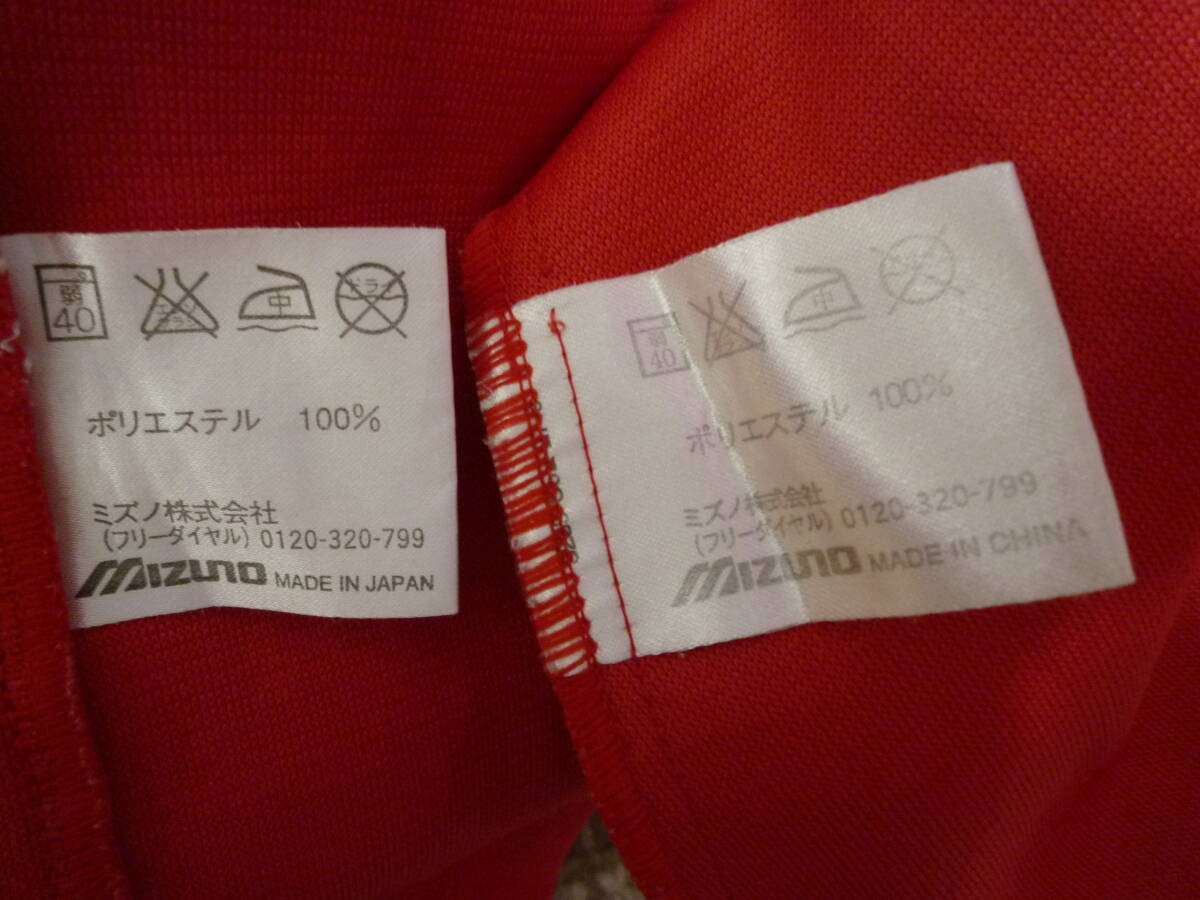 弱
40
中
ドライ
ポリエステル 100%
ミズノ株式会社
(フリーダイヤル) 0120-320-799
MIZUNO MADE IN JAPAN
弱
40
中
ポリエステル 100%
ミズノ株式会社
(フリーダイヤル) 0120-320-799
MIZUNO MADE IN CHINA